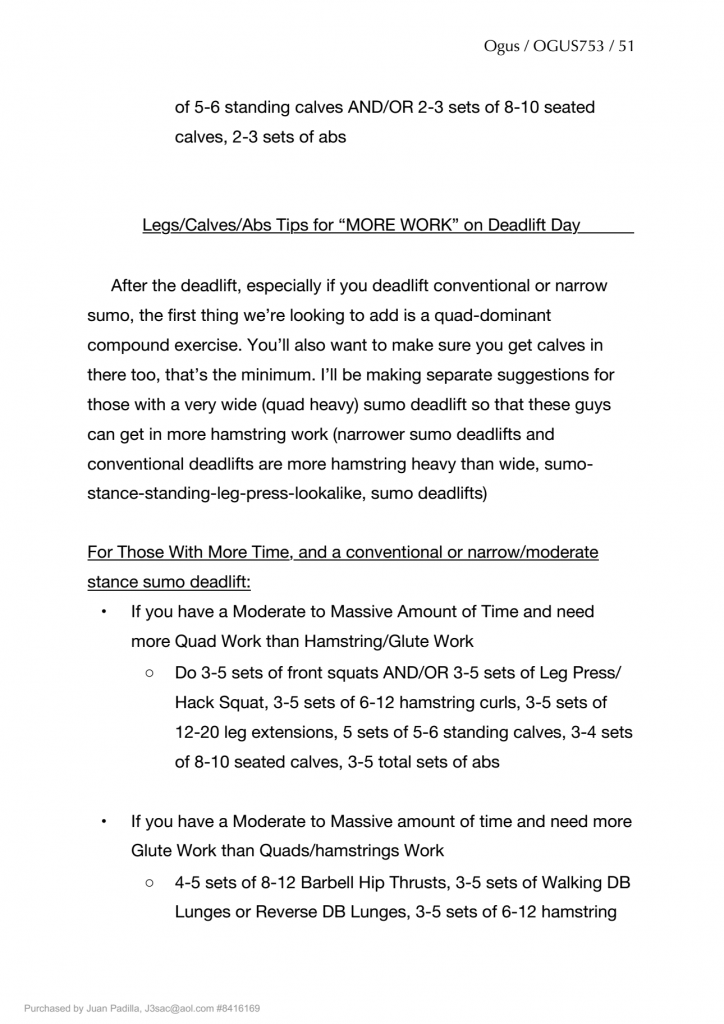 Ogus / OGUS753 / 51
of 5-6 standing calves AND/OR 2-3 sets of 8-10 seated
calves, 2-3 sets of abs
Legs/Calves/Abs Tips for “MORE WORK” on Deadlift Day
After the deadlift, especially if you deadlift conventional or narrow
sumo, the first thing we’re looking to add is a quad-dominant
compound exercise. You’ll also want to make sure you get calves in
there too, that’s the minimum. I’ll be making separate suggestions for
those with a very wide (quad heavy) sumo deadlift so that these guys
can get in more hamstring work (narrower sumo deadlifts and
conventional deadlifts are more hamstring heavy than wide, sumo-
stance-standing-leg-press-lookalike, sumo deadlifts)
For Those With More Time, and a conventional or narrow/moderate
stance sumo deadlift:
• If you have a Moderate to Massive Amount of Time and need
more Quad Work than Hamstring/Glute Work
○ Do 3-5 sets of front squats AND/OR 3-5 sets of Leg Press/
Hack Squat, 3-5 sets of 6-12 hamstring curls, 3-5 sets of
12-20 leg extensions, 5 sets of 5-6 standing calves, 3-4 sets
of 8-10 seated calves, 3-5 total sets of abs
• If you have a Moderate to Massive amount of time and need more
Glute Work than Quads/hamstrings Work
○ 4-5 sets of 8-12 Barbell Hip Thrusts, 3-5 sets of Walking DB
Lunges or Reverse DB Lunges, 3-5 sets of 6-12 hamstring
Purchased by Juan Padilla, J3sac@aol.com #8416169